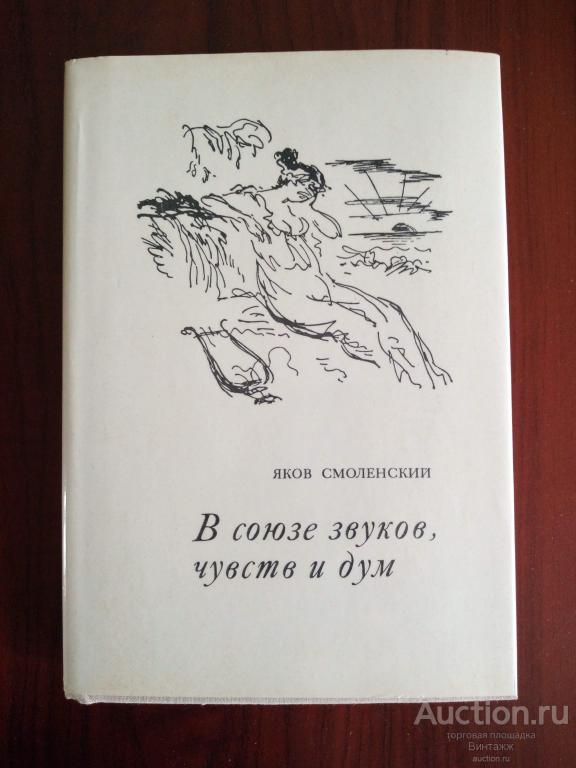 ЯКОВ СМОЛЕНСКИЙ
В союзе звуков,
чувств и дум
Auction.ru
торговая площадка
Винтажж
auction.ru